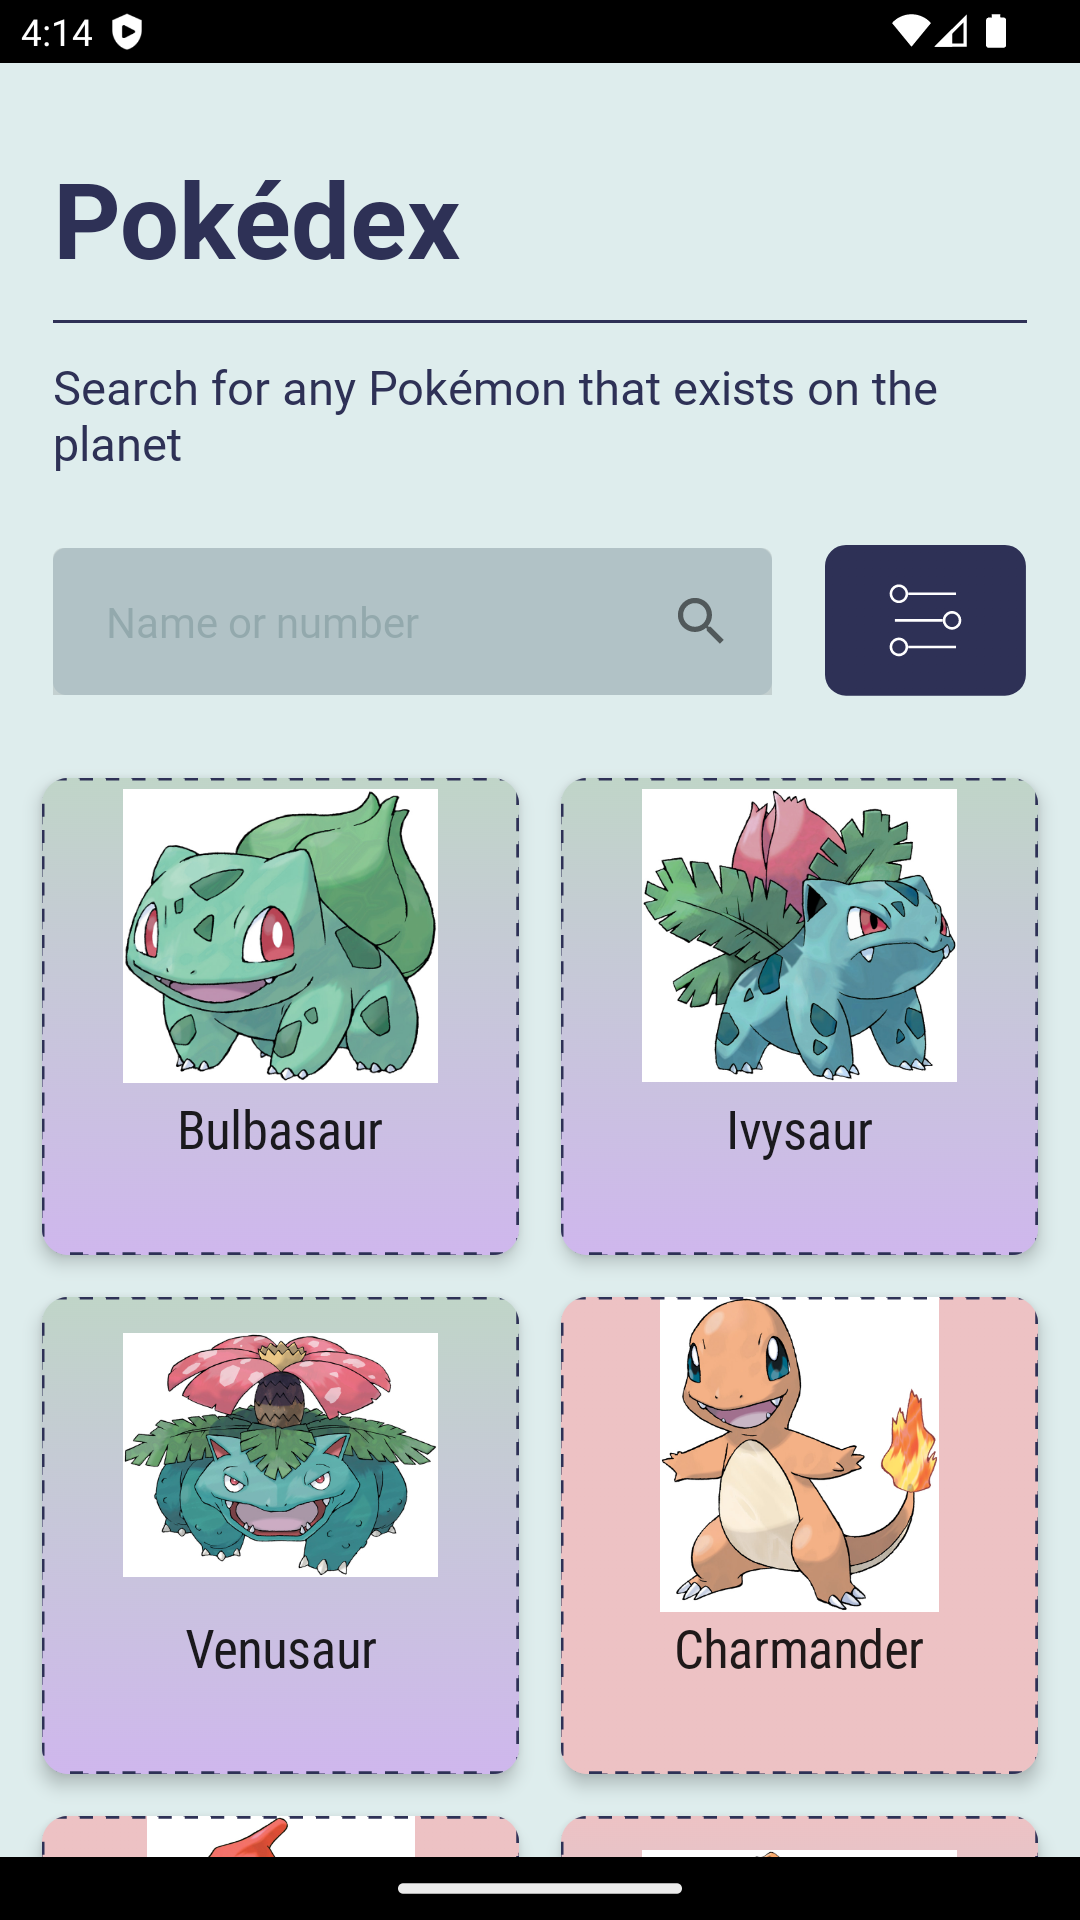 4:14
Pokédex
Search for any Pokémon that exists on the
planet
Name or number
Bulbasaur
Ivysaur
Venusaur
Charmander